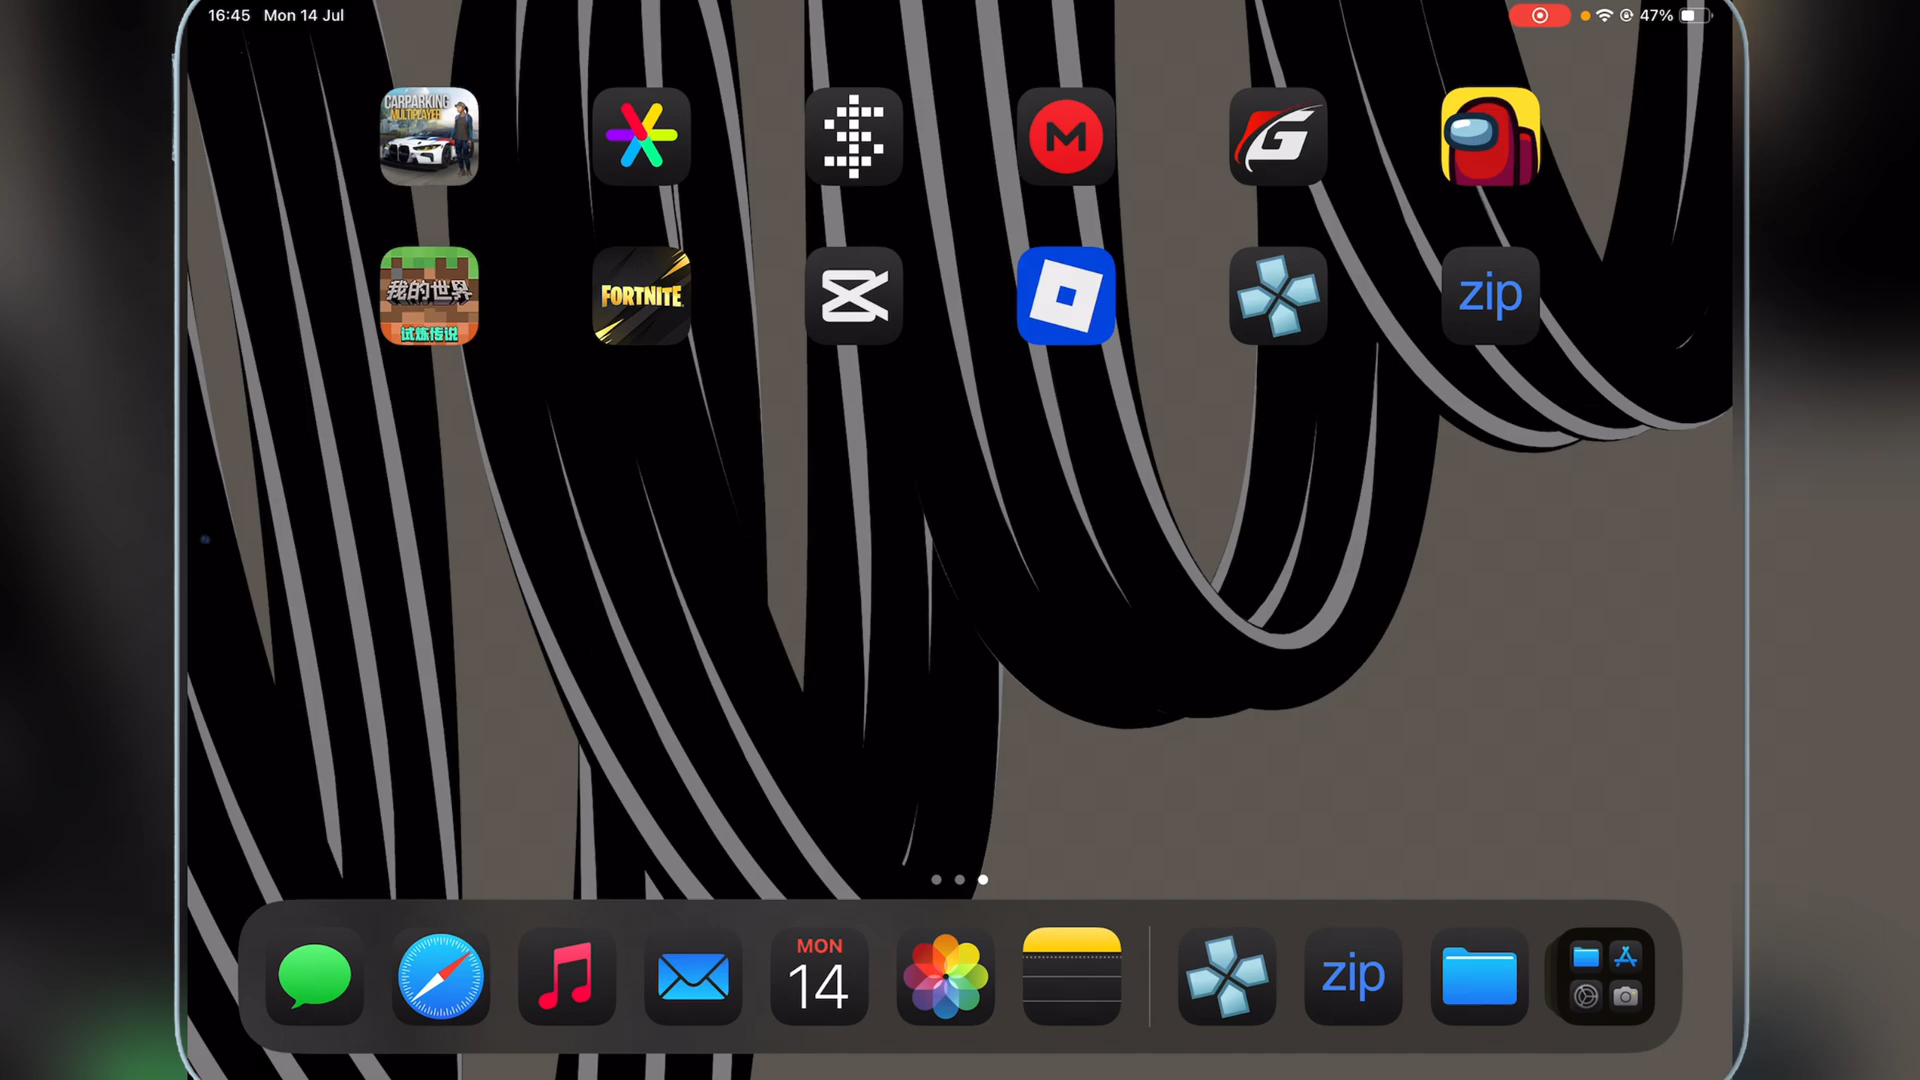 16:45 Mon 14 Jul
47%
CARPARKING
MULTIPLAYER
M
G
我的世界
试炼传说
FORTNITE
zip
MON
14
zip